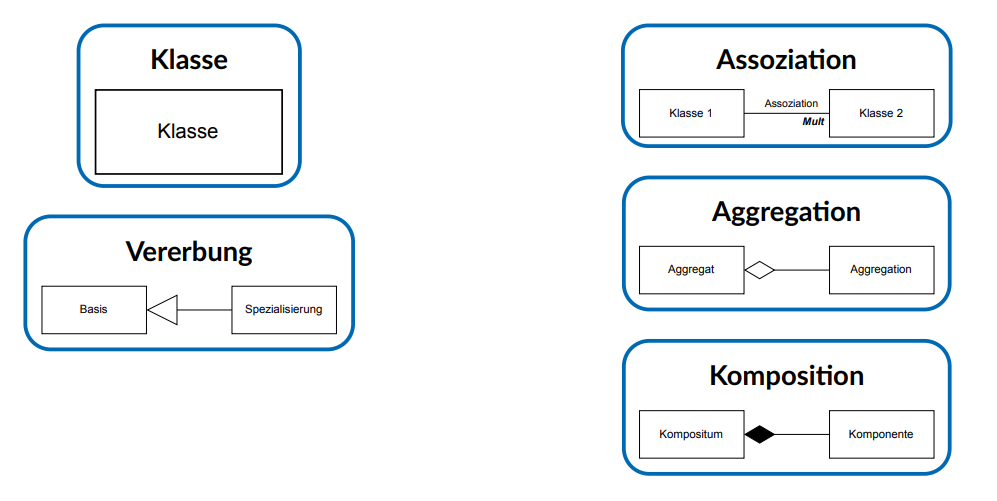 Klasse
Klasse
Vererbung
Basis
Spezialisierung
Assoziation
Klasse 1
Assoziation
Mult
Klasse 2
Aggregation
Aggregat
Aggregation
Komposition
Kompositum
Komponente